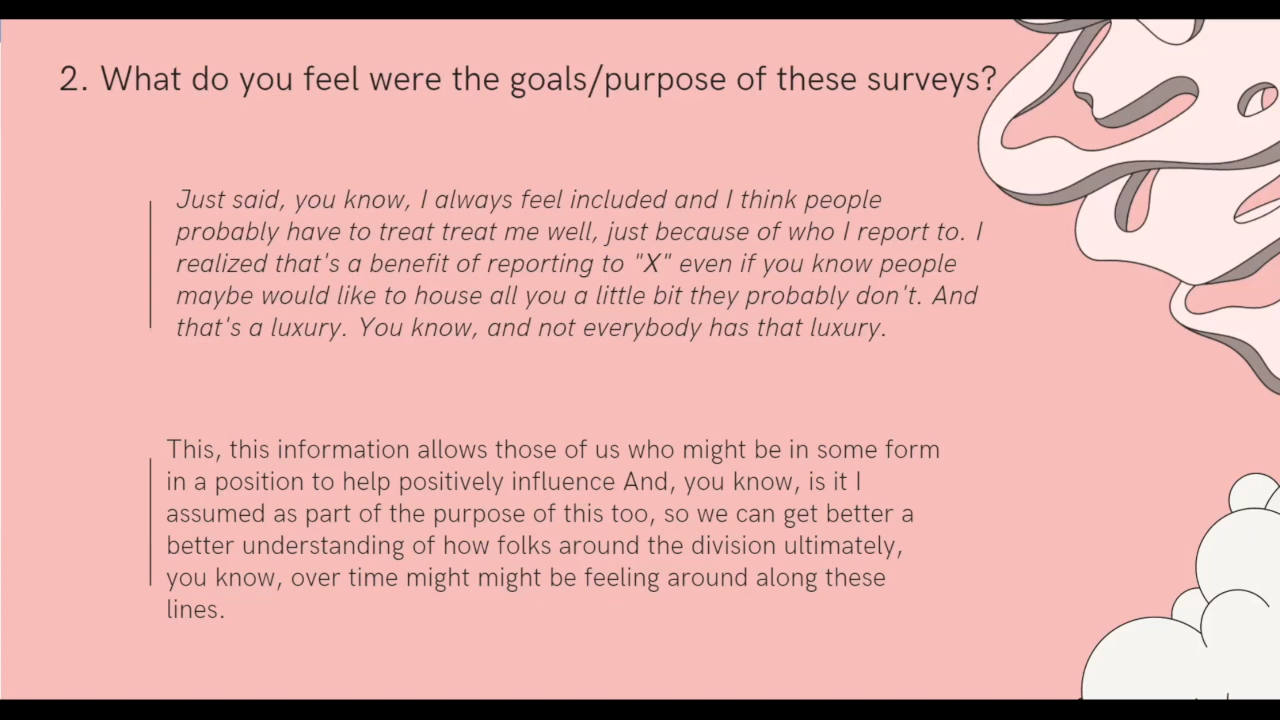 2. What do you feel were the goals/purpose of these surveys?
Just said, you know, I always feel included and I think people
probably have to treat treat me well, just because of who I report to. I
realized that's a benefit of reporting to "X" even if you know people
maybe would like to house all you a little bit they probably don't. And
that's a luxury. You know, and not everybody has that luxury.
This, this information allows those of us who might be in some form
in a position to help positively influence And, you know, is it I
assumed as part of the purpose of this too, so we can get better a
better understanding of how folks around the division ultimately,
you know, over time might might be feeling around along these
lines.